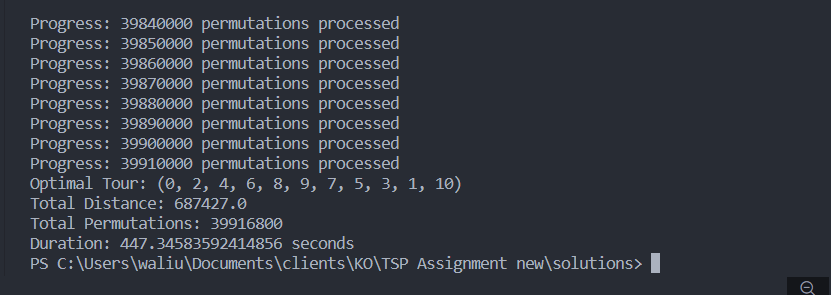 Progress: 39840000 permutations processed
Progress: 39850000 permutations processed
Progress: 39860000 permutations processed
Progress: 39870000 permutations processed
Progress: 39880000 permutations processed
Progress: 39890000 permutations processed
Progress: 39900000 permutations processed
Progress: 39910000 permutations processed
Optimal Tour: (0, 2, 4, 6, 8, 9, 7, 5, 3, 1, 10)
Total Distance: 687427.0
Total Permutations: 39916800
Duration: 447.34583592414856 seconds
PS C:\Users\waliu\Documents\clients\KO\TSP Assignment new\solutions>